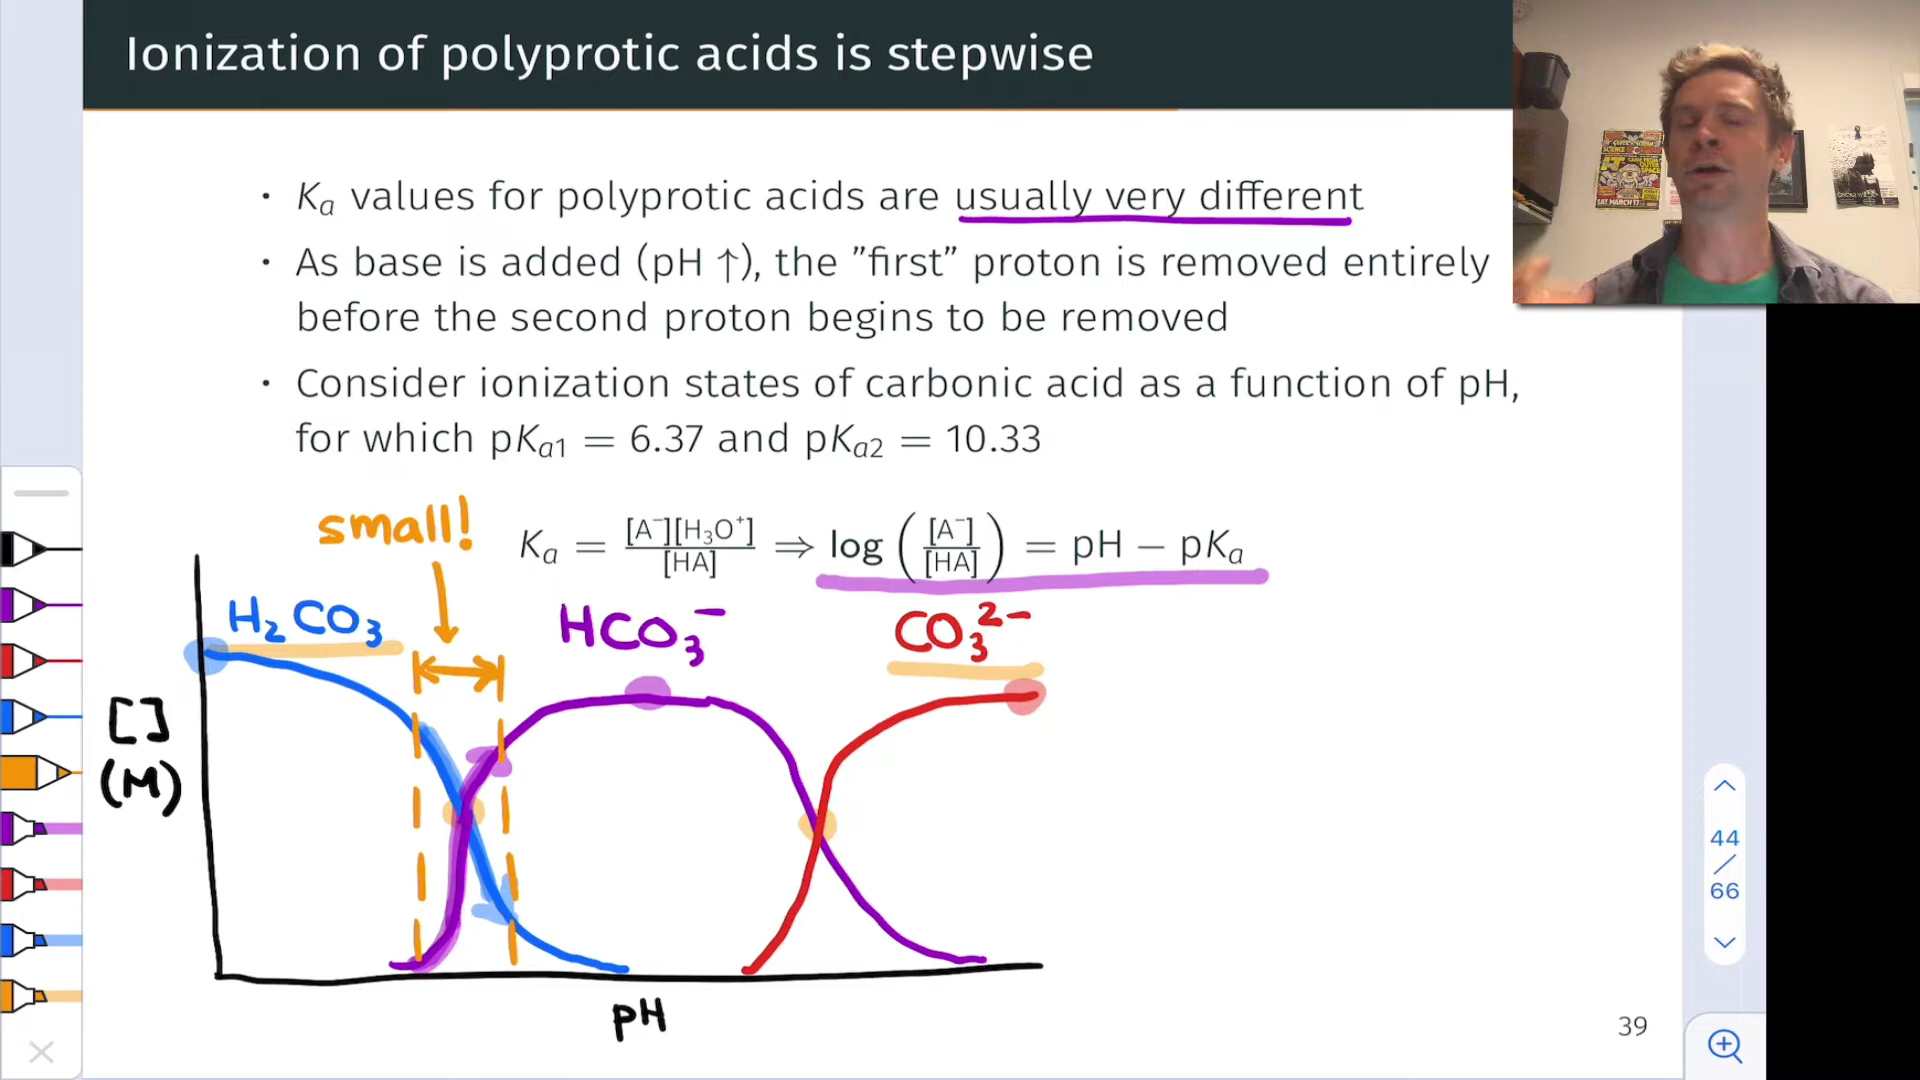 Ionization of polyprotic acids is stepwise
· Kₐ values for polyprotic acids are usually very different
· As base is added (pH ↑), the ”first” proton is removed entirely
before the second proton begins to be removed
· Consider ionization states of carbonic acid as a function of pH,
for which pKₐ₁ = 6.37 and pKₐ₂ = 10.33
small!
Kₐ = [A⁻][H₃O⁺]/[HA] ⇒ log([A⁻]/[HA]) = pH − pKₐ
H₂CO₃
HCO₃⁻
CO₃²⁻
[]
(M)
pH
44
/
66
39
SAT. MARCH 17